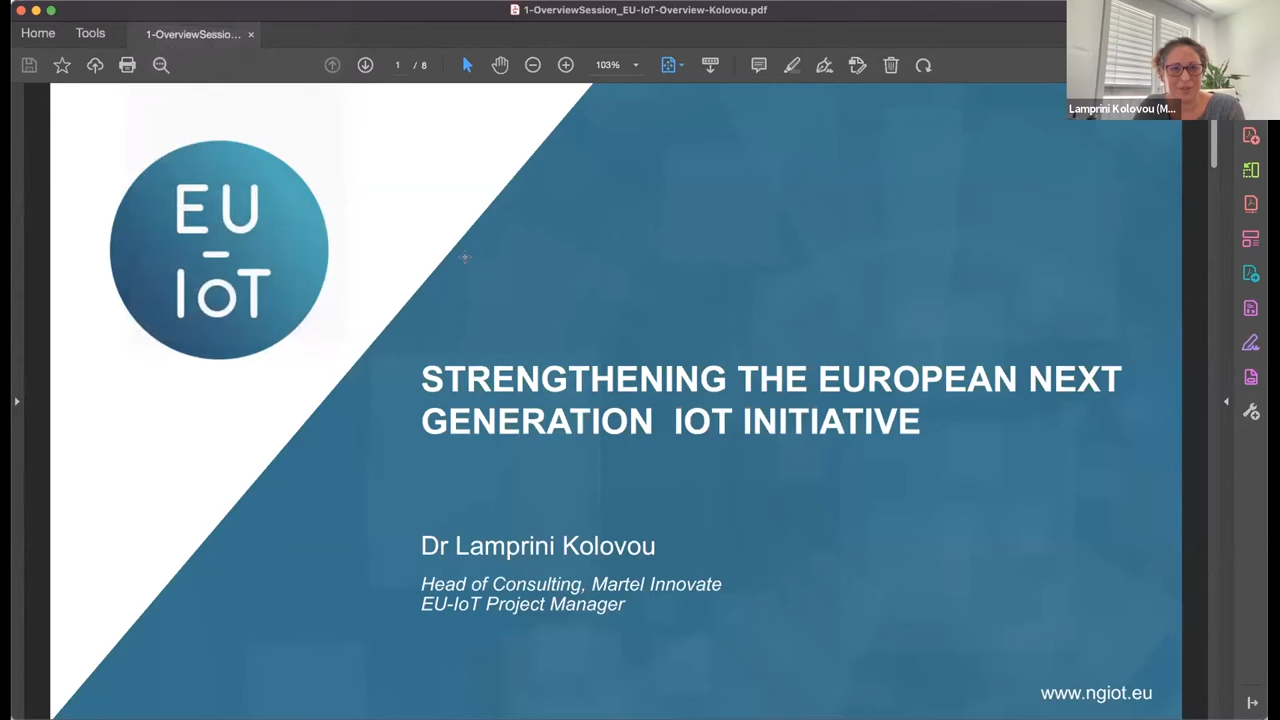 1-OverviewSession_EU-IoT-Overview-Kolovou.pdf
Home
Tools
1-OverviewSessio...
1 / 8
103%
Lamprini Kolovou (M...
EU
-
IoT
STRENGTHENING THE EUROPEAN NEXT
GENERATION IOT INITIATIVE
Dr Lamprini Kolovou
Head of Consulting, Martel Innovate
EU-IoT Project Manager
www.ngiot.eu